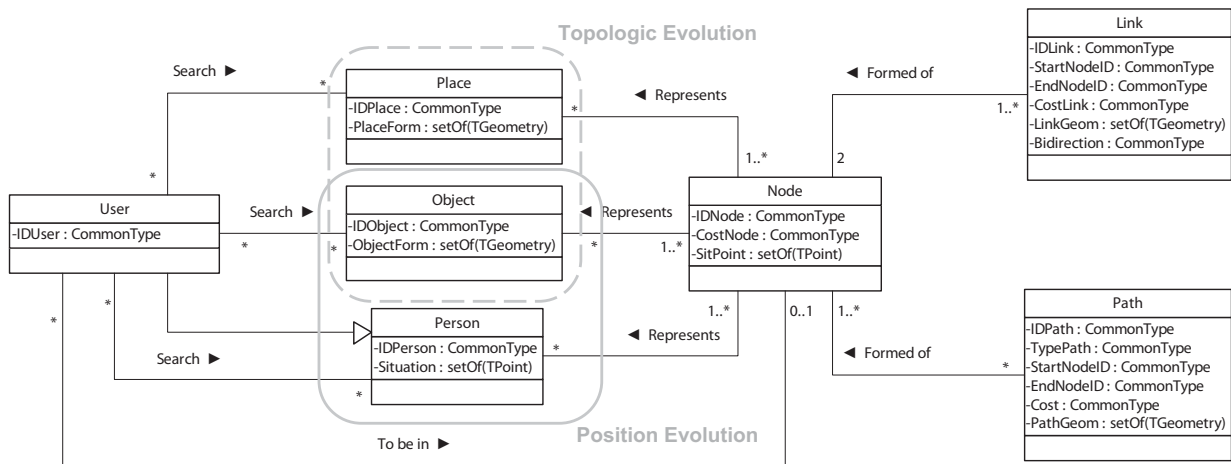 Topologic Evolution
Link
-IDLink : CommonType
-StartNodeID : CommonType
-EndNodeID : CommonType
-CostLink : CommonType
-LinkGeom : setOf(TGeometry)
-Bidirection : CommonType
Search ►
*
*
Place
-IDPlace : CommonType
-PlaceForm : setOf(TGeometry)
◄ Represents
*
1..*
◄ Formed of
1..*
2
User
-IDUser : CommonType
Search ►
*
*
Object
-IDObject : CommonType
-ObjectForm : setOf(TGeometry)
◄ Represents
*
1..*
Node
-IDNode : CommonType
-CostNode : CommonType
-SitPoint : setOf(TPoint)
*
*
Search ►
*
Person
-IDPerson : CommonType
-Situation : setOf(TPoint)
*
◄ Represents
1..*
0..1
1..*
◄ Formed of
*
Path
-IDPath : CommonType
-TypePath : CommonType
-StartNodeID : CommonType
-EndNodeID : CommonType
-Cost : CommonType
-PathGeom : setOf(TGeometry)
To be in ►
Position Evolution